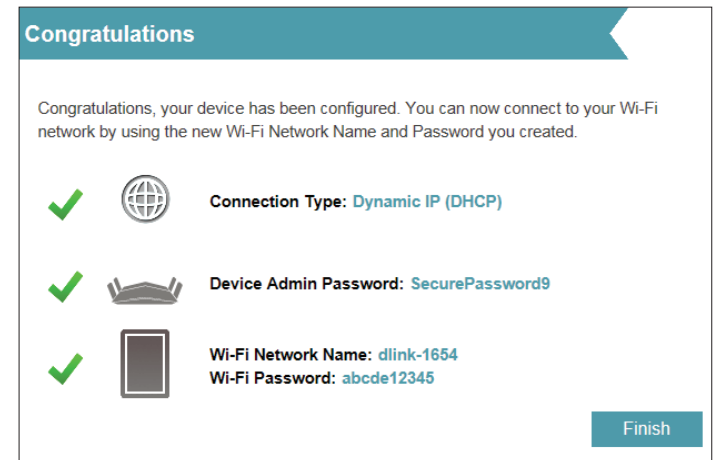 Congratulations
Congratulations, your device has been configured. You can now connect to your Wi-Fi
network by using the new Wi-Fi Network Name and Password you created.
Connection Type: Dynamic IP (DHCP)
Device Admin Password: SecurePassword9
Wi-Fi Network Name: dlink-1654
Wi-Fi Password: abcde12345
Finish